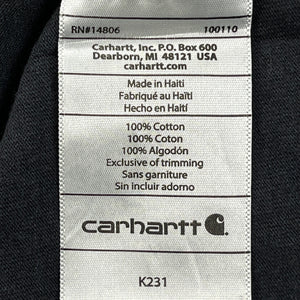 RN#14806 100110
Carhartt, Inc. P.O. Box 600
Dearborn, MI 48121 USA
carhartt.com
Made in Haiti
Fabriqué au Haïti
Hecho en Haiti
100% Cotton
100% Coton
100% Algodón
Exclusive of trimming
Sans garniture
Sin incluir adorno
carhartt
K231